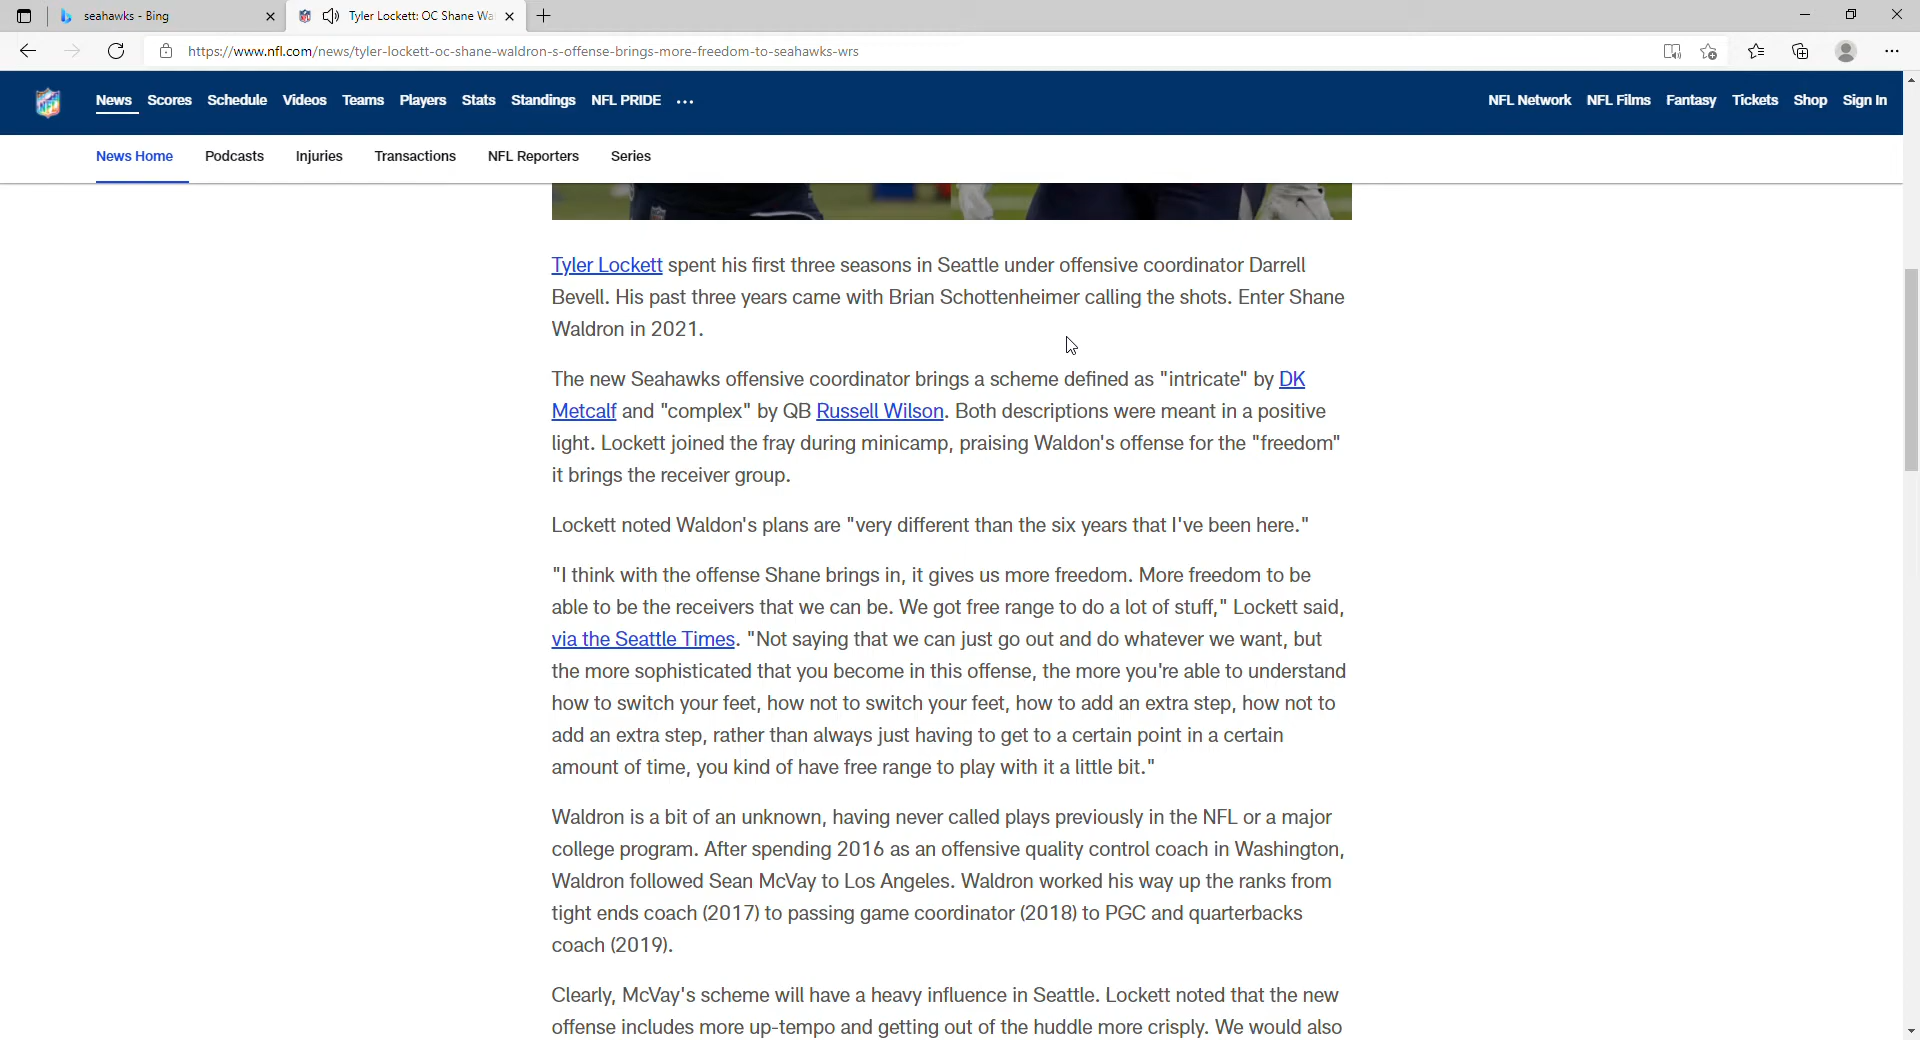 seahawks - Bing
Tyler Lockett: OC Shane Wa
https://www.nfl.com/news/tyler-lockett-oc-shane-waldron-s-offense-brings-more-freedom-to-seahawks-wrs
NFL
News Scores Schedule Videos Teams Players Stats Standings NFL PRIDE ...
NFL Network NFL Films Fantasy Tickets Shop Sign In
News Home Podcasts Injuries Transactions NFL Reporters Series
Tyler Lockett spent his first three seasons in Seattle under offensive coordinator Darrell
Bevell. His past three years came with Brian Schottenheimer calling the shots. Enter Shane
Waldron in 2021.
The new Seahawks offensive coordinator brings a scheme defined as "intricate" by DK
Metcalf and "complex" by QB Russell Wilson. Both descriptions were meant in a positive
light. Lockett joined the fray during minicamp, praising Waldon's offense for the "freedom"
it brings the receiver group.
Lockett noted Waldon's plans are "very different than the six years that I've been here."
"I think with the offense Shane brings in, it gives us more freedom. More freedom to be
able to be the receivers that we can be. We got free range to do a lot of stuff," Lockett said,
via the Seattle Times. "Not saying that we can just go out and do whatever we want, but
the more sophisticated that you become in this offense, the more you're able to understand
how to switch your feet, how not to switch your feet, how to add an extra step, how not to
add an extra step, rather than always just having to get to a certain point in a certain
amount of time, you kind of have free range to play with it a little bit."
Waldron is a bit of an unknown, having never called plays previously in the NFL or a major
college program. After spending 2016 as an offensive quality control coach in Washington,
Waldron followed Sean McVay to Los Angeles. Waldron worked his way up the ranks from
tight ends coach (2017) to passing game coordinator (2018) to PGC and quarterbacks
coach (2019).
Clearly, McVay's scheme will have a heavy influence in Seattle. Lockett noted that the new
offense includes more up-tempo and getting out of the huddle more crisply. We would also